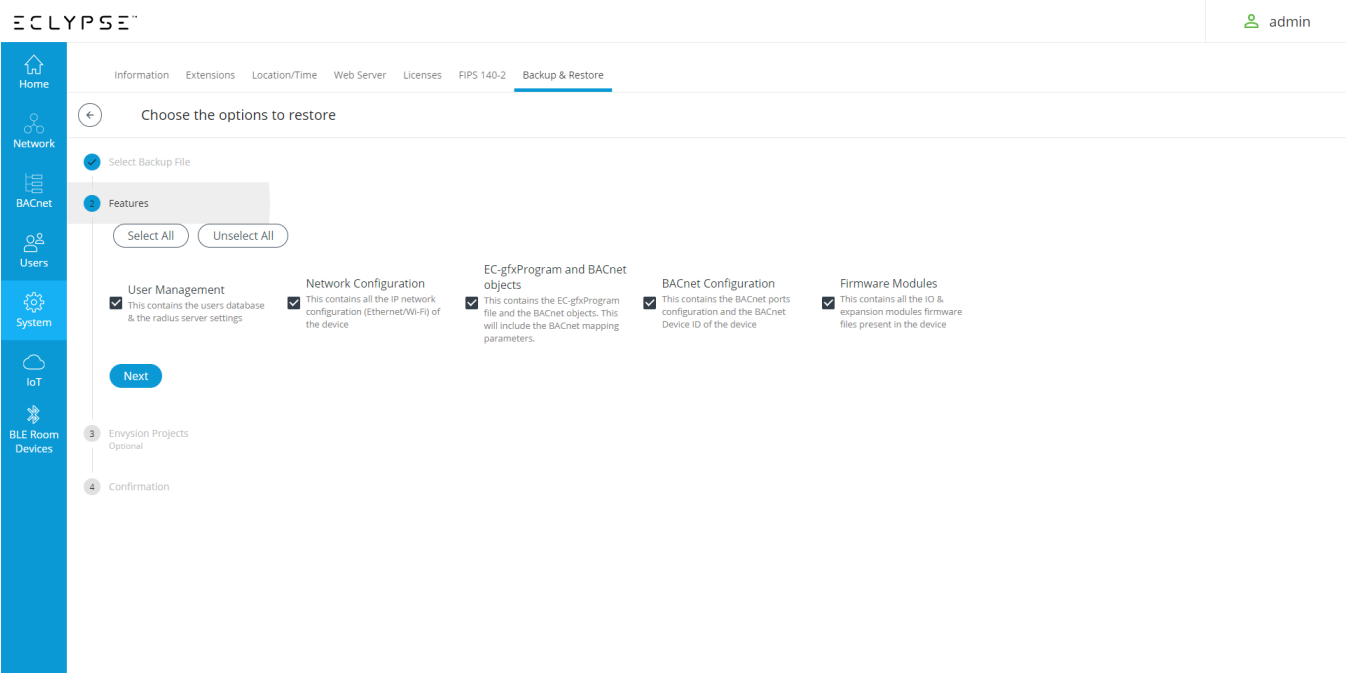 ECLYPSE™
admin
Home
Network
BACnet
Users
System
IoT
BLE Room
Devices
Information Extensions Location/Time Web Server Licenses FIPS 140-2 Backup & Restore
Choose the options to restore
Select Backup File
2 Features
Select All Unselect All
User Management
This contains the users database
& the radius server settings
Network Configuration
This contains all the IP network
configuration (Ethernet/Wi-Fi) of
the device
EC-gfxProgram and BACnet
objects
This contains the EC-gfxProgram
file and the BACnet objects. This
will include the BACnet mapping
parameters.
BACnet Configuration
This contains the BACnet ports
configuration and the BACnet
Device ID of the device
Firmware Modules
This contains all the IO &
expansion modules firmware
files present in the device
Next
3 Envysion Projects
Optional
4 Confirmation